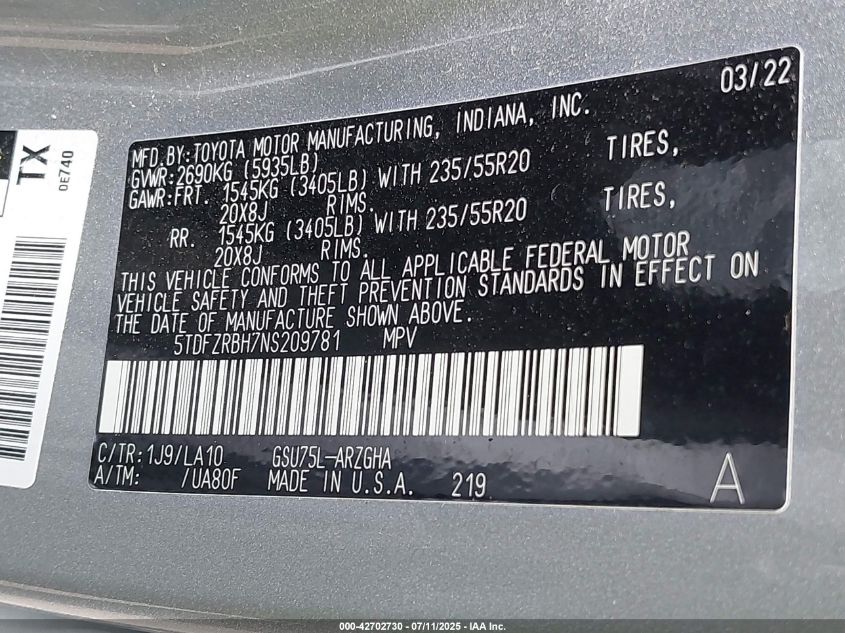 03/22
MFD.BY:TOYOTA MOTOR MANUFACTURING, INDIANA, INC.
GVWR:2690KG (5935LB)
GAWR:FRT. 1545KG (3405LB) WITH 235/55R20 TIRES,
20X8J RIMS.
RR. 1545KG (3405LB) WITH 235/55R20 TIRES,
20X8J RIMS.
THIS VEHICLE CONFORMS TO ALL APPLICABLE FEDERAL MOTOR
VEHICLE SAFETY AND THEFT PREVENTION STANDARDS IN EFFECT ON
THE DATE OF MANUFACTURE SHOWN ABOVE.
5TDFZRBH7NS209781 MPV
C/TR: 1J9/LA10 GSU75L-ARZGHA
A/TM: /UA80F MADE IN U.S.A. 219
A
TX
DE740
000-42702730 - 07/11/2025 - IAA Inc.